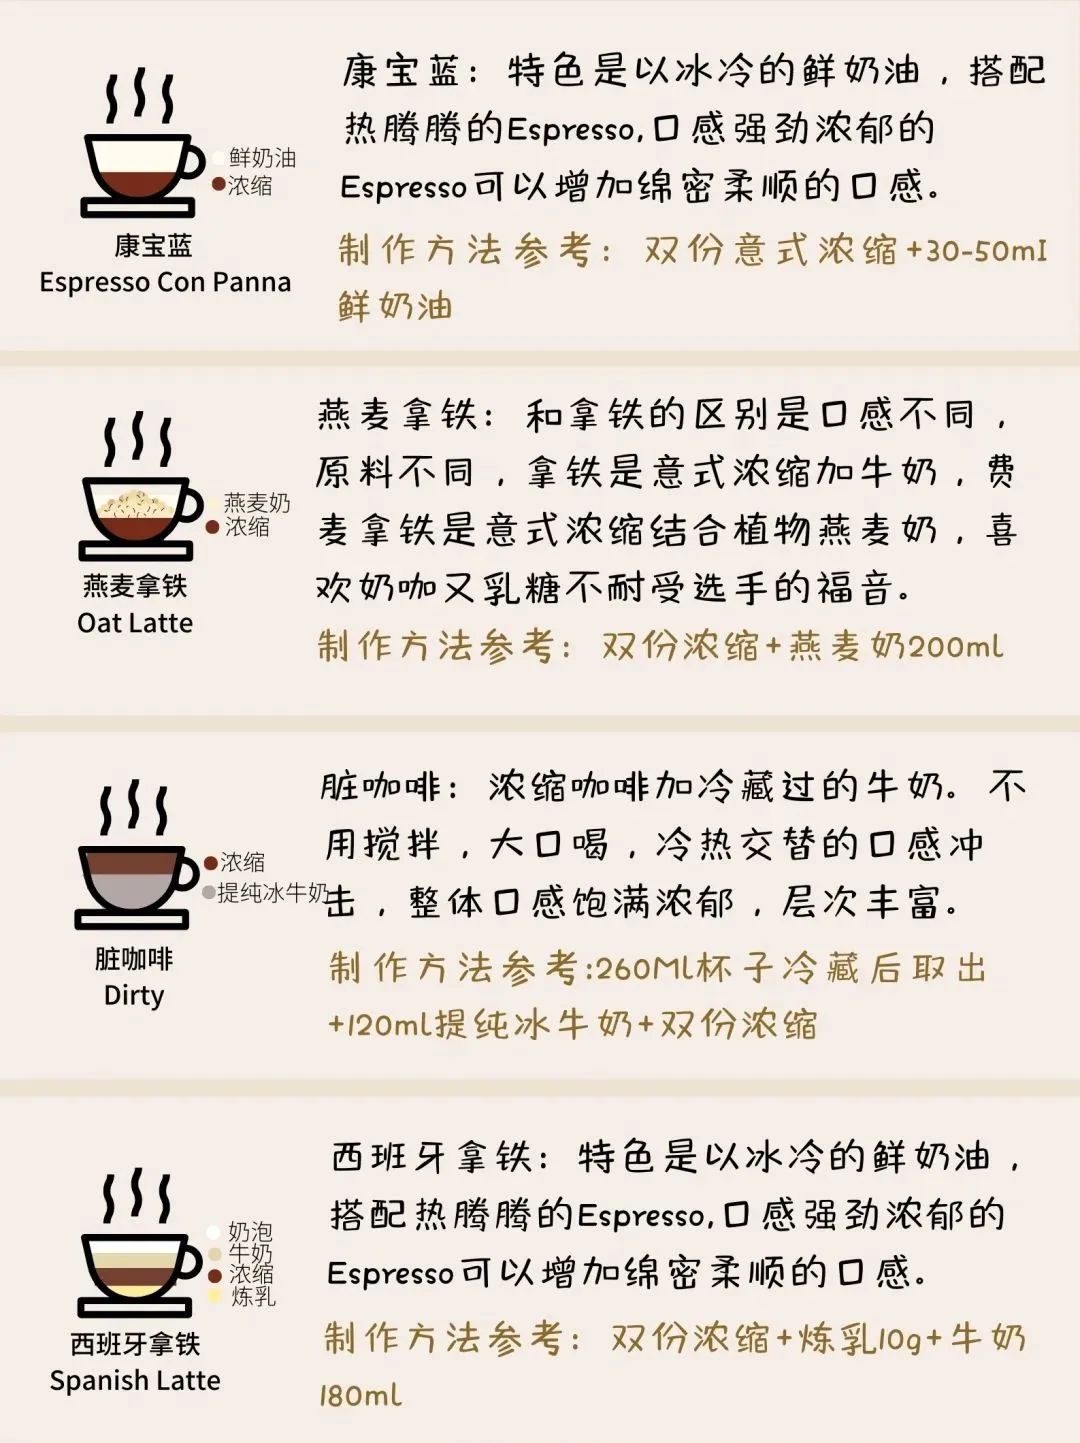 康宝蓝：特色是以冰冷的鲜奶油，搭配
热腾腾的Espresso,口感强劲浓郁的
Espresso可以增加绵密柔顺的口感。
制作方法参考：双份意式浓缩+30-50ml
鲜奶油
鲜奶油
浓缩
康宝蓝
Espresso Con Panna
燕麦拿铁：和拿铁的区别是口感不同，
原料不同，拿铁是意式浓缩加牛奶，费
麦拿铁是意式浓缩结合植物燕麦奶，喜
欢奶咖又乳糖不耐受选手的福音。
制作方法参考：双份浓缩+燕麦奶200ml
燕麦奶
浓缩
燕麦拿铁
Oat Latte
脏咖啡：浓缩咖啡加冷藏过的牛奶。不
用搅拌，大口喝，冷热交替的口感冲
击，整体口感饱满浓郁，层次丰富。
制作方法参考:260Ml杯子冷藏后取出
+120ml提纯冰牛奶+双份浓缩
浓缩
提纯冰牛奶
脏咖啡
Dirty
西班牙拿铁：特色是以冰冷的鲜奶油，
搭配热腾腾的Espresso,口感强劲浓郁的
Espresso可以增加绵密柔顺的口感。
制作方法参考：双份浓缩+炼乳10g+牛奶
180ml
奶泡
牛奶
浓缩
炼乳
西班牙拿铁
Spanish Latte